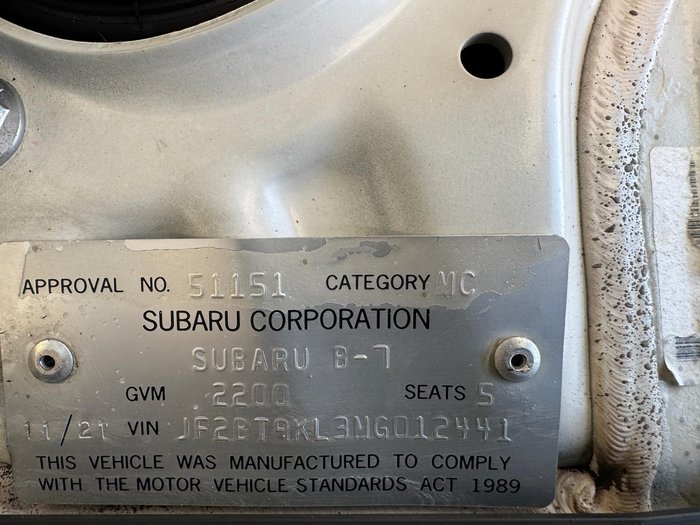 APPROVAL NO. 51151 CATEGORY MC
SUBARU CORPORATION
SUBARU B-7
GVM 2200 SEATS 5
11/21 VIN JF2BT9KL3MG012441
THIS VEHICLE WAS MANUFACTURED TO COMPLY
WITH THE MOTOR VEHICLE STANDARDS ACT 1989